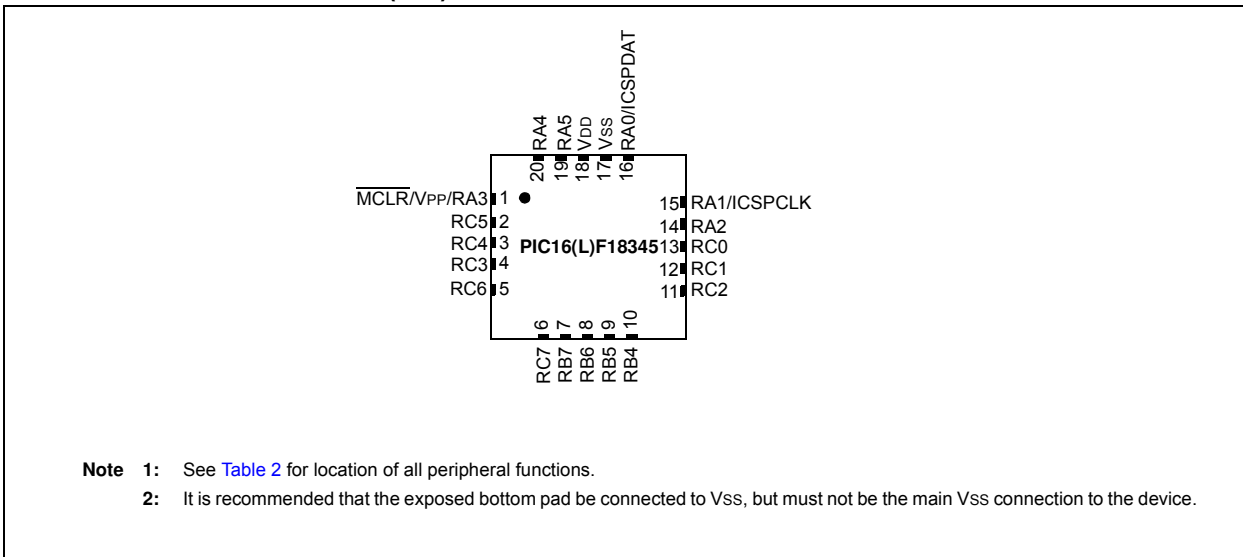 20 RA4
19 RA5
18 VDD
17 VSS
16 RA0/ICSPDAT
MCLR/VPP/RA3 1
RC5 2
RC4 3
RC3 4
RC6 5
PIC16(L)F18345
15 RA1/ICSPCLK
14 RA2
13 RC0
12 RC1
11 RC2
6 RC7
7 RB7
8 RB6
9 RB5
10 RB4
Note 1: See Table 2 for location of all peripheral functions.
2: It is recommended that the exposed bottom pad be connected to VSS, but must not be the main VSS connection to the device.